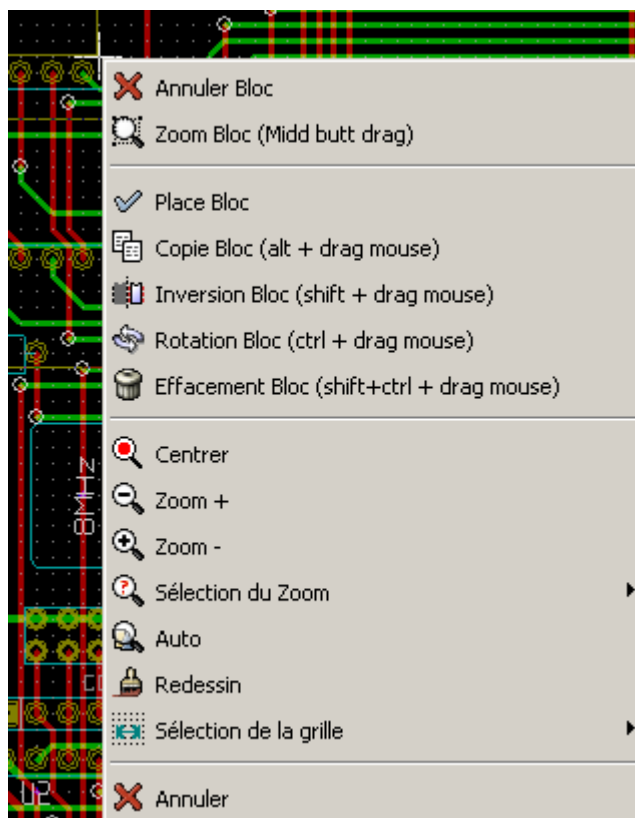 Annuler Bloc
Zoom Bloc (Midd butt drag)
Place Bloc
Copie Bloc (alt + drag mouse)
Inversion Bloc (shift + drag mouse)
Rotation Bloc (ctrl + drag mouse)
Effacement Bloc (shift+ctrl + drag mouse)
8MHz
Centrer
Zoom +
Zoom -
Sélection du Zoom
Auto
Redessin
Sélection de la grille
U2
Annuler